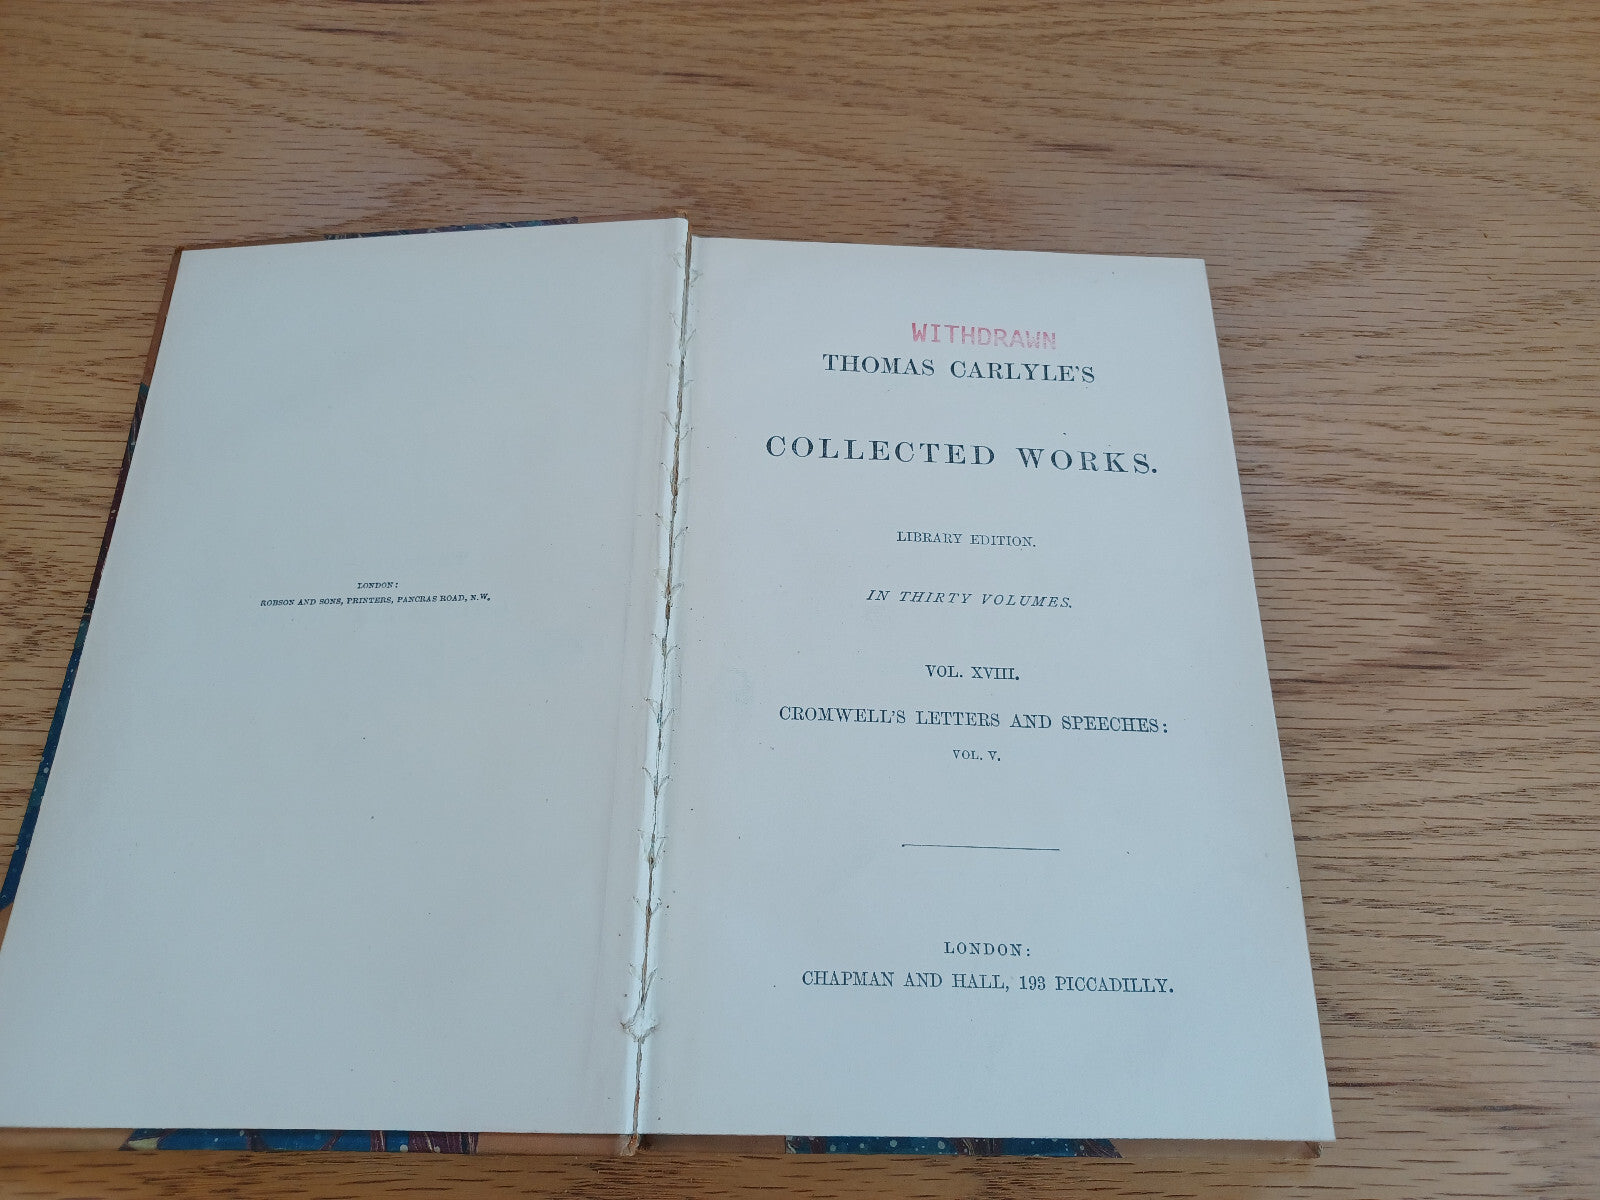 LONDON:
ROBSON AND SONS, PRINTERS, PANCRAS ROAD, N.W.
WITHDRAWN
THOMAS CARLYLE'S
COLLECTED WORKS.
LIBRARY EDITION.
IN THIRTY VOLUMES.
VOL. XVIII.
CROMWELL'S LETTERS AND SPEECHES:
VOL. V.
LONDON:
CHAPMAN AND HALL, 193 PICCADILLY.